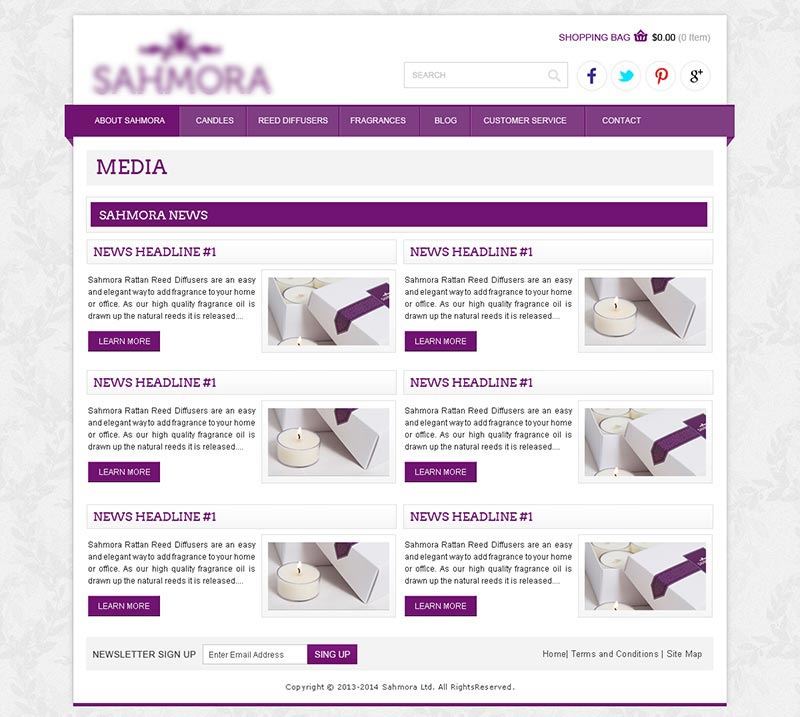 SHOPPING BAG $0.00 (0 Item)
SAHMORA
SEARCH
ABOUT SAHMORA CANDLES REED DIFFUSERS FRAGRANCES BLOG CUSTOMER SERVICE CONTACT
MEDIA
SAHMORA NEWS
NEWS HEADLINE #1
Sahmora Rattan Reed Diffusers are an easy
and elegant way to add fragrance to your home
or office. As our high quality fragrance oil is
drawn up the natural reeds it is released....
LEARN MORE
NEWS HEADLINE #1
Sahmora Rattan Reed Diffusers are an easy
and elegant way to add fragrance to your home
or office. As our high quality fragrance oil is
drawn up the natural reeds it is released....
LEARN MORE
NEWS HEADLINE #1
Sahmora Rattan Reed Diffusers are an easy
and elegant way to add fragrance to your home
or office. As our high quality fragrance oil is
drawn up the natural reeds it is released....
LEARN MORE
NEWS HEADLINE #1
Sahmora Rattan Reed Diffusers are an easy
and elegant way to add fragrance to your home
or office. As our high quality fragrance oil is
drawn up the natural reeds it is released....
LEARN MORE
NEWS HEADLINE #1
Sahmora Rattan Reed Diffusers are an easy
and elegant way to add fragrance to your home
or office. As our high quality fragrance oil is
drawn up the natural reeds it is released....
LEARN MORE
NEWS HEADLINE #1
Sahmora Rattan Reed Diffusers are an easy
and elegant way to add fragrance to your home
or office. As our high quality fragrance oil is
drawn up the natural reeds it is released....
LEARN MORE
NEWSLETTER SIGN UP Enter Email Address SING UP Home| Terms and Conditions | Site Map
Copyright © 2013-2014 Sahmora Ltd. All RightsReserved.